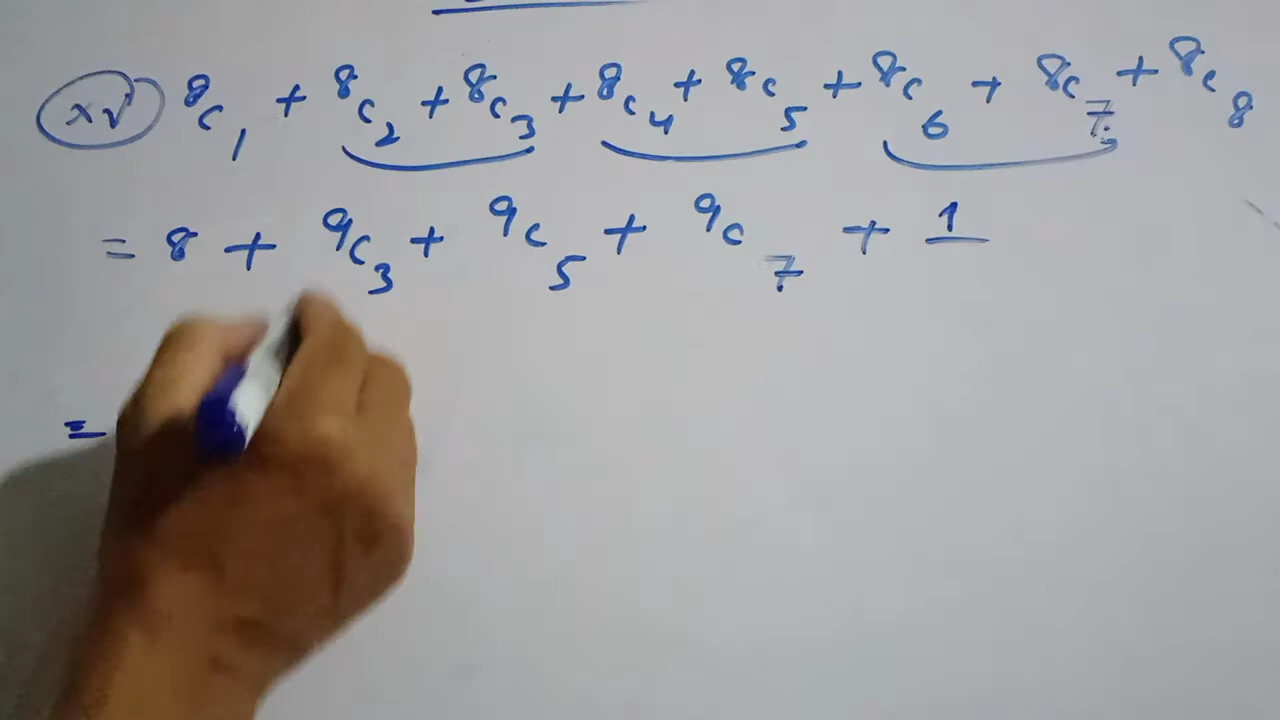 xv 8c1 + 8c2 + 8c3 + 8c4 + 8c5 + 8c6 + 8c7 + 8c8
= 8 + 9c3 + 9c5 + 9c7 + 1
=